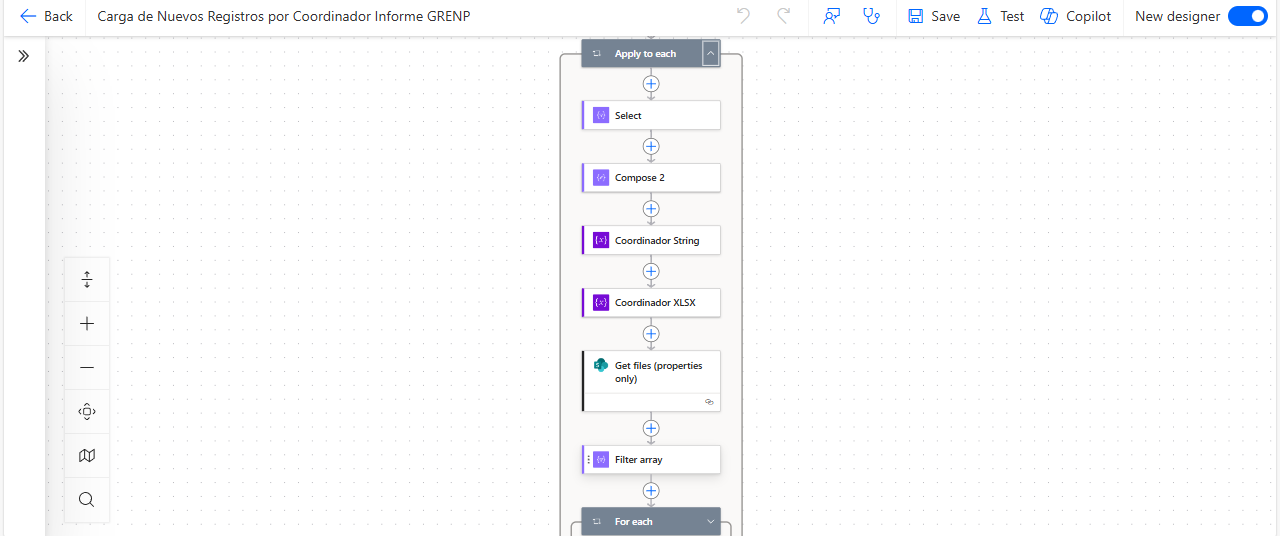 Back
Carga de Nuevos Registros por Coordinador Informe GRENP
Save
Test
Copilot
New designer
Apply to each
Select
Compose 2
Coordinador String
Coordinador XLSX
Get files (properties
only)
Filter array
For each